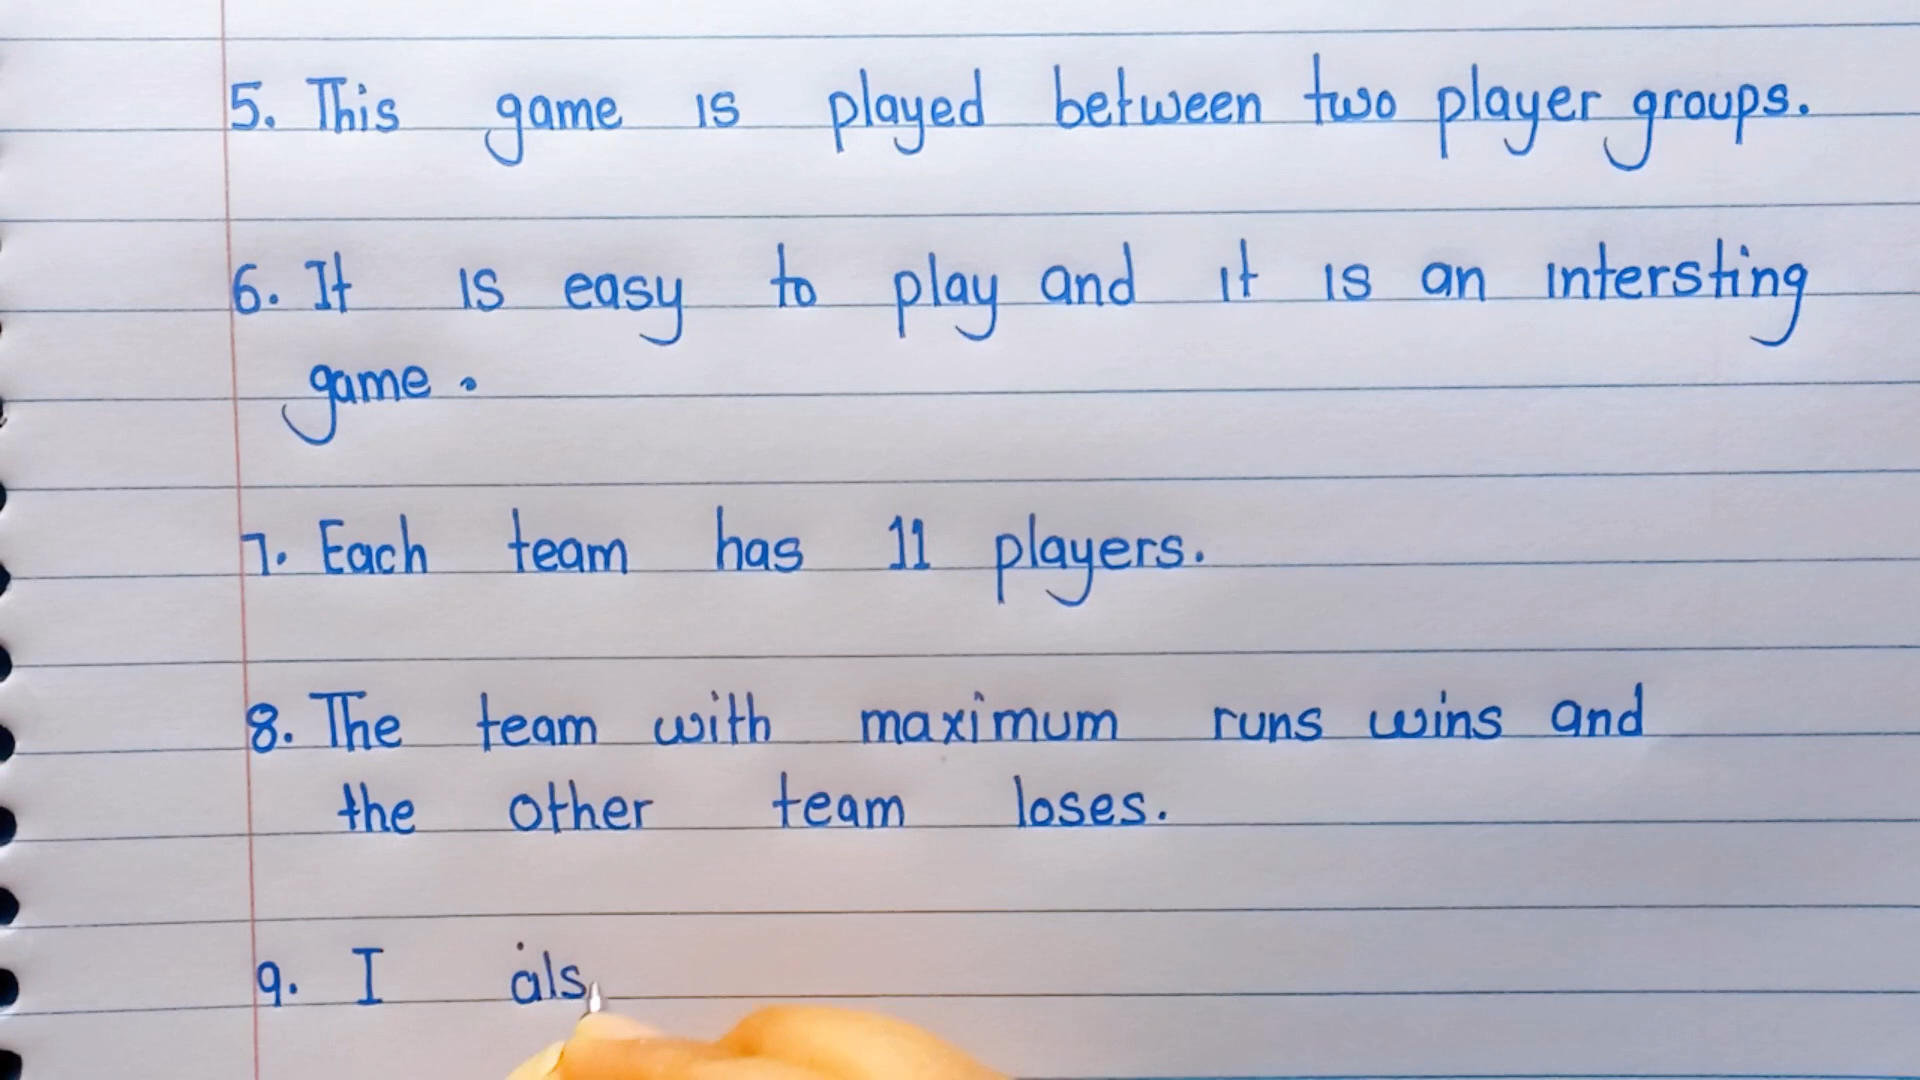 5. This game is played between two player groups.
6. It is easy to play and it is an intersting
game.
7. Each team has 11 players.
8. The team with maximum runs wins and
the other team loses.
9. I als